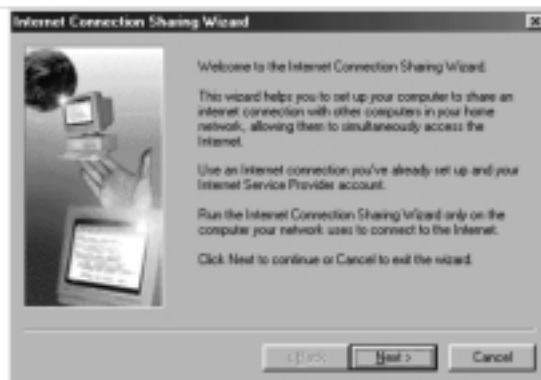 Internet Connection Sharing Wizard
Welcome to the Internet Connection Sharing Wizard.
This wizard helps you to set up your computer to share an
internet connection with other computers in your home
network, allowing them to simultaneously access the
Internet.
Use an Internet connection you've already set up and your
Internet Service Provider account.
Run the Internet Connection Sharing Wizard only on the
computer your network uses to connect to the Internet.
Click Next to continue or Cancel to exit the wizard.
< Back
Next >
Cancel